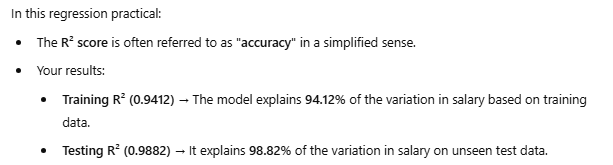 In this regression practical:
• The R² score is often referred to as "accuracy" in a simplified sense.
• Your results:
• Training R² (0.9412) → The model explains 94.12% of the variation in salary based on training
data.
• Testing R² (0.9882) → It explains 98.82% of the variation in salary on unseen test data.